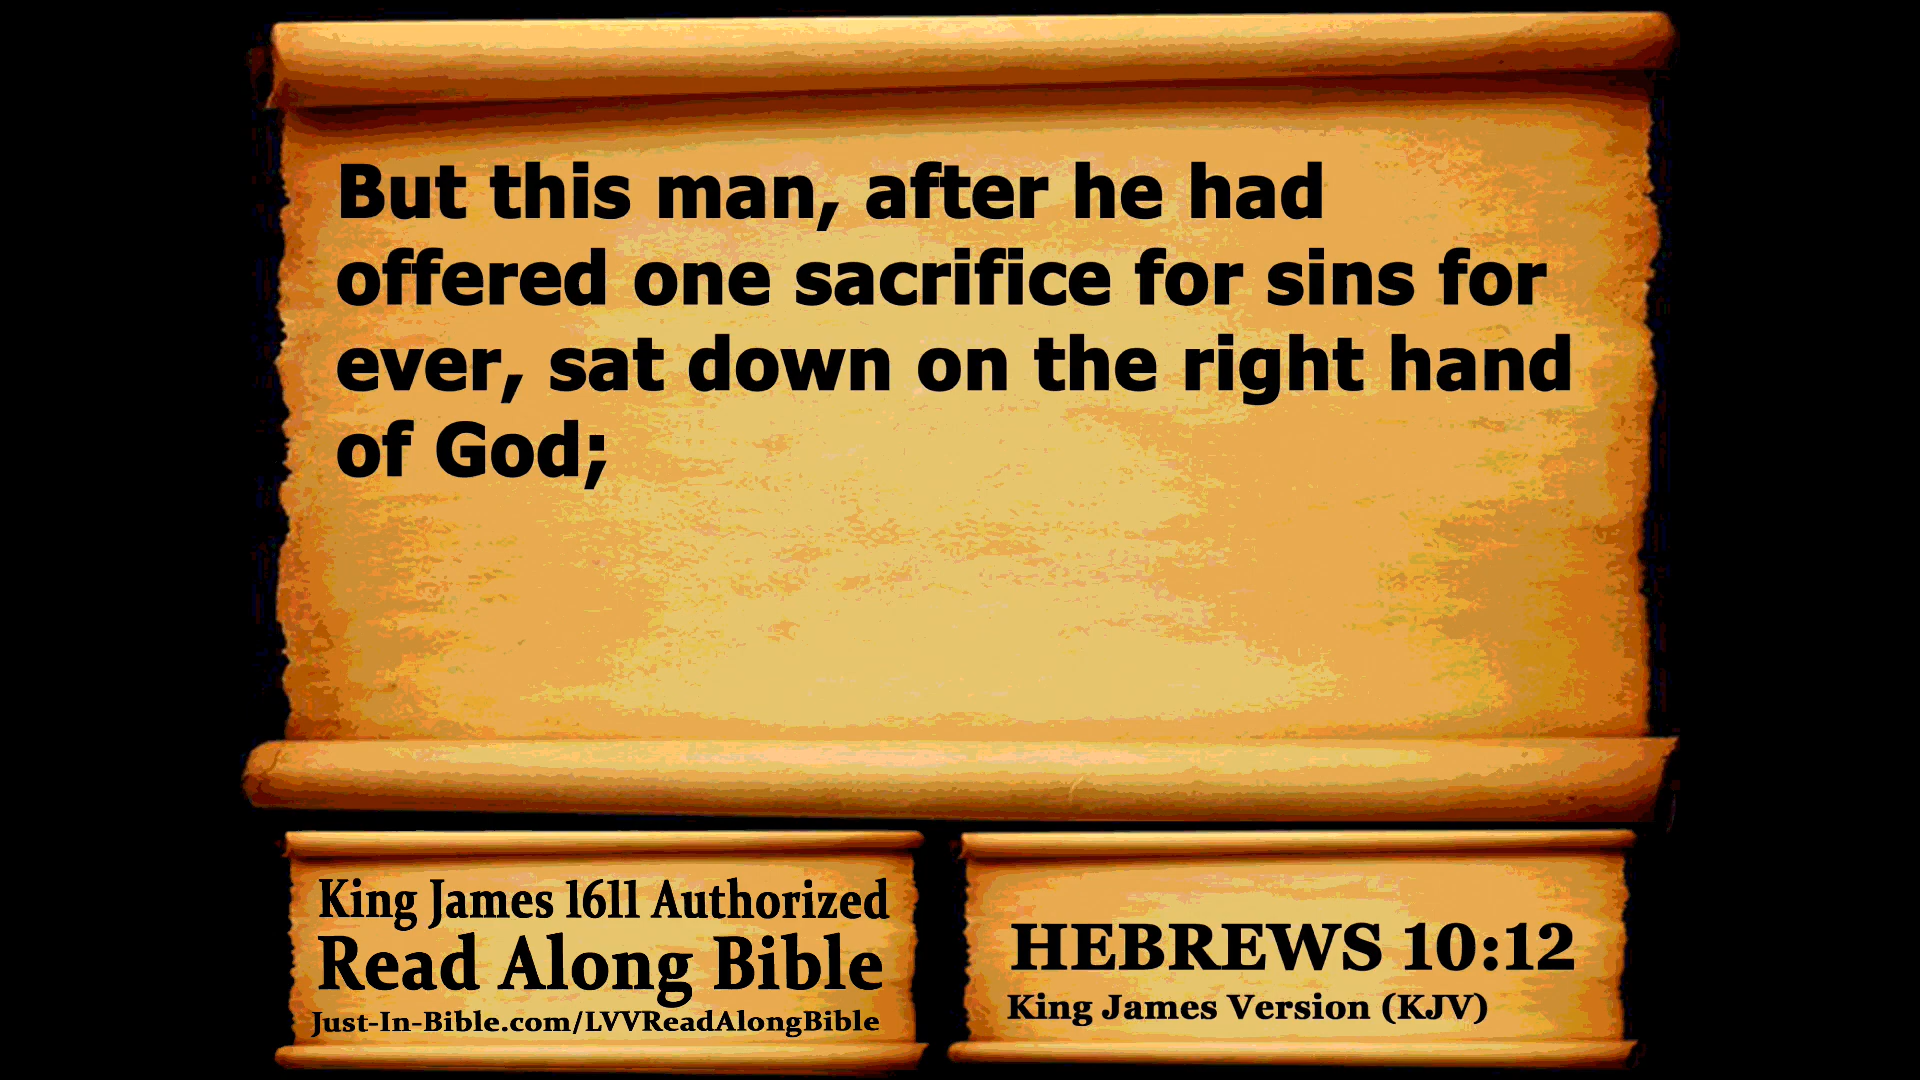 But this man, after he had
offered one sacrifice for sins for
ever, sat down on the right hand
of God;
King James 1611 Authorized
Read Along Bible
Just-In-Bible.com/LVVReadAlongBible
HEBREWS 10:12
King James Version (KJV)